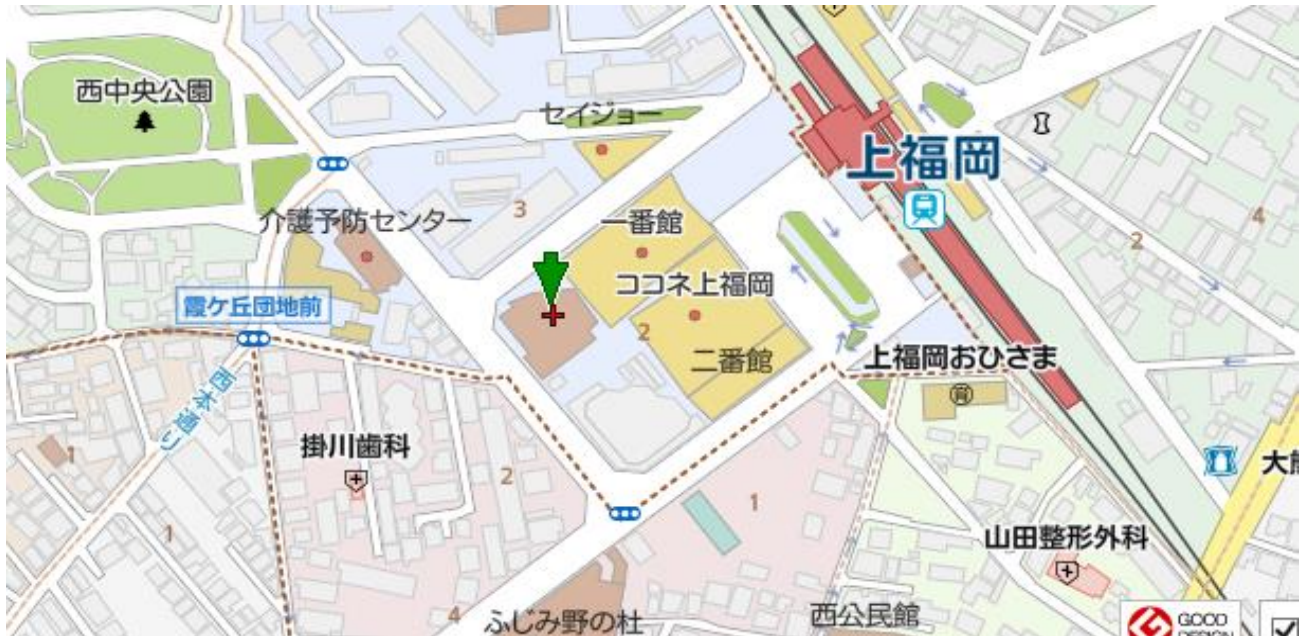 西中央公園
セイジョー
上福岡
介護予防センター
3
一番館
4
2
霞ケ丘団地前
ココネ上福岡
2
二番館
上福岡おひさま
西本通り
掛川歯科
1
2
1
大熊
1
山田整形外科
4
ふじみ野の杜
西公民館
GOOD